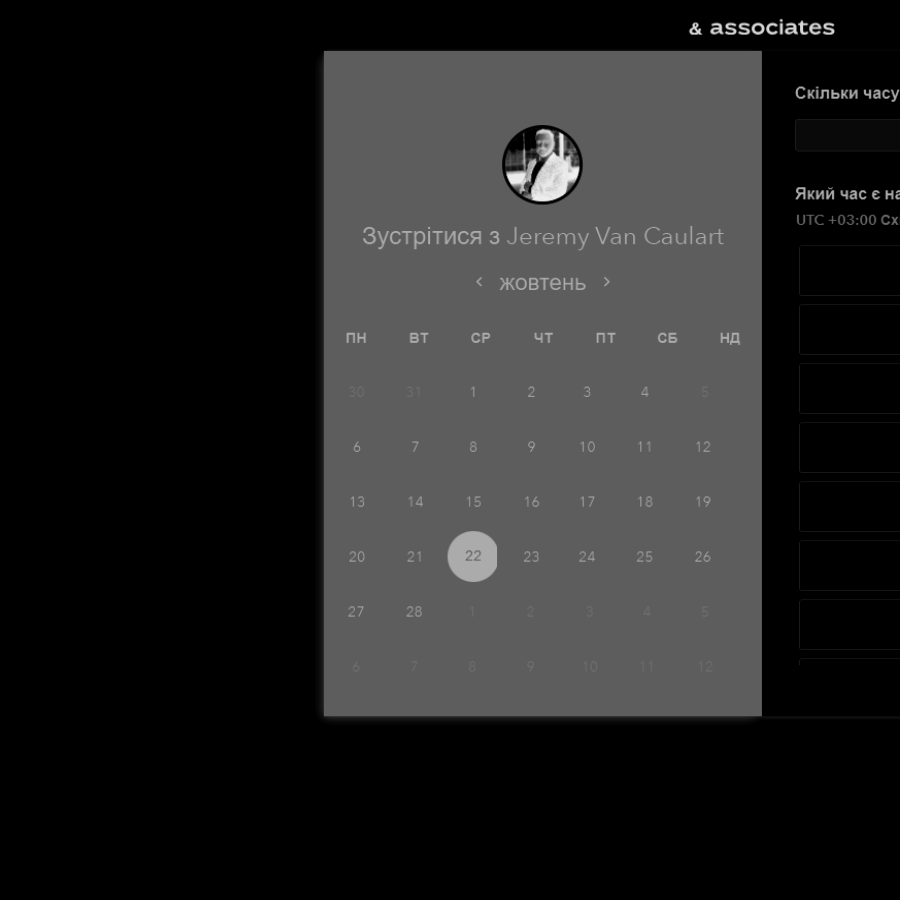 & associates
Зустрітися з Jeremy Van Caulart
‹ жовтень ›
ПН ВТ СР ЧТ ПТ СБ НД
30 31 1 2 3 4 5
6 7 8 9 10 11 12
13 14 15 16 17 18 19
20 21 22 23 24 25 26
27 28 1 2 3 4 5
6 7 8 9 10 11 12
Скільки часу
Який час є
UTC +03:00